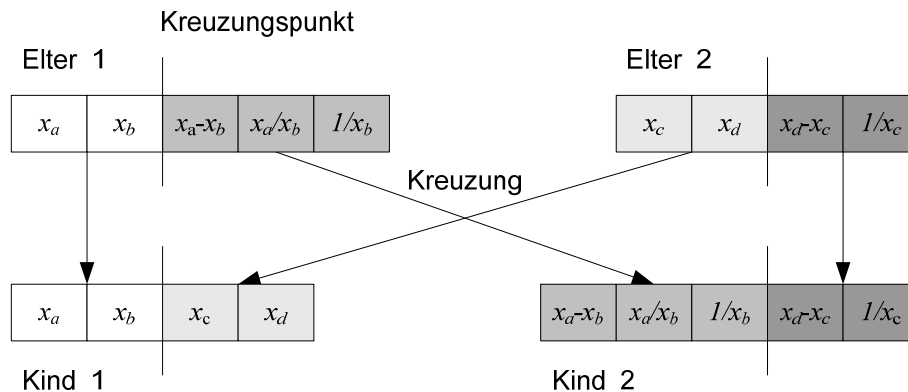 Kreuzungspunkt
Elter 1
Elter 2
x_a x_b x_a-x_b x_a/x_b 1/x_b
x_c x_d x_d-x_c 1/x_c
Kreuzung
x_a x_b x_c x_d
x_a-x_b x_a/x_b 1/x_b x_d-x_c 1/x_c
Kind 1
Kind 2